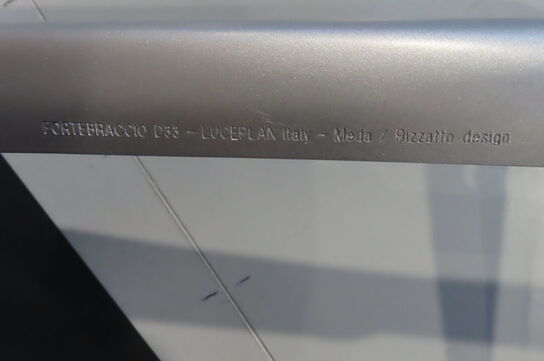 FORTEBRACCIO D33 – LUCEPLAN italy – Meda / Rizzatto design